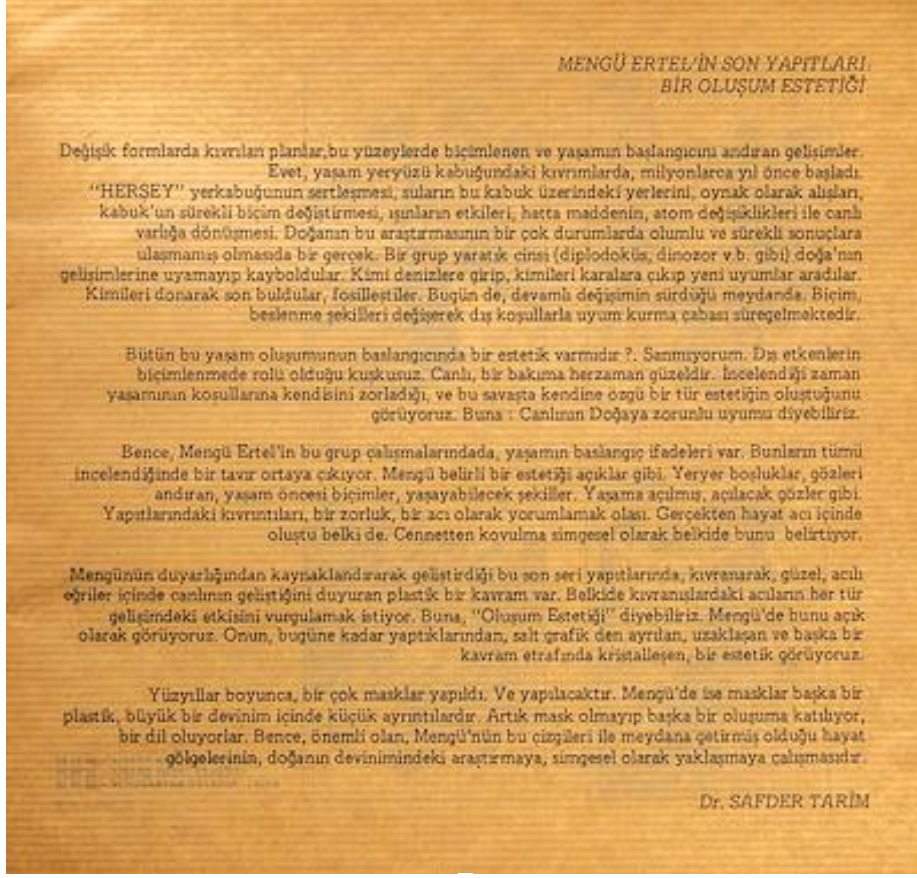 MENGÜ ERTEL'İN SON YAPITLARI.
BİR OLUŞUM ESTETİĞİ
Değişik formlarda kıvrılan planlar,bu yüzeylerde biçimlenen ve yaşamın başlangıcını andıran gelişimler.
Evet, yaşam yeryüzü kabuğundaki kıvrımlarda, milyonlarca yıl önce başladı.
"HERŞEY" yerkabuğunun sertleşmesi, suların bu kabuk üzerindeki yerlerini, oynak olarak alışları,
kabuk'un sürekli biçim değiştirmesi, ışınların etkileri, hatta maddenin, atom değişiklikleri ile canlı
varlığa dönüşmesi. Doğanın bu araştırmasının bir çok durumlarda olumlu ve sürekli sonuçlara
ulaşmamış olmasıda bir gerçek. Bir grup yaratık cinsi (diplodoküs, dinozor v.b. gibi) doğa'nın
gelişimlerine uyamayıp kayboldular. Kimi denizlere girip, kimileri karalara çıkıp yeni uyumlar aradılar.
Kimileri donarak son buldular, fosilleştiler. Bugün de, devamlı değişimin sürdüğü meydanda. Biçim,
beslenme şekilleri değişerek dış koşullarla uyum kurma çabası süregelmektedir.
Bütün bu yaşam oluşumunun başlangıcında bir estetik varmıdır ?. Sanmıyorum. Dış etkenlerin
biçimlenmede rolü olduğu kuşkusuz. Canlı, bir bakıma herzaman güzeldir. İncelendiği zaman
yaşamının koşullarına kendisini zorladığı, ve bu savaşta kendine özgü bir tür estetiğin oluştuğunu
görüyoruz. Buna : Canlının Doğaya zorunlu uyumu diyebiliriz.
Bence, Mengü Ertel'in bu grup çalışmalarındada, yaşamın başlangıç ifadeleri var. Bunların tümü
incelendiğinde bir tavır ortaya çıkıyor. Mengü belirli bir estetiği açıklar gibi. Yeryer boşluklar, gözleri
andıran, yaşam öncesi biçimler, yaşayabilecek şekiller. Yaşama açılmış, açılacak gözler gibi.
Yapıtlarındaki kıvrıntıları, bir zorluk, bir acı olarak yorumlamak olası. Gerçekten hayat acı içinde
oluştu belki de. Cennetten kovulma simgesel olarak belkide bunu belirtiyor.
Mengünün duyarlığından kaynaklandırarak geliştirdiği bu son seri yapıtlarında, kıvranarak, güzel, acılı
eğriler içinde canlının geliştiğini duyuran plastik bir kavram var. Belkide kıvranışlardaki acıların her tür
gelişimdeki etkisini vurgulamak istiyor. Buna, "Oluşum Estetiği" diyebiliriz. Mengü'de bunu açık
olarak görüyoruz. Onun, bugüne kadar yaptıklarından, salt grafik den ayrılan, uzaklaşan ve başka bir
kavram etrafında kristalleşen, bir estetik görüyoruz.
Yüzyıllar boyunca, bir çok masklar yapıldı. Ve yapılacaktır. Mengü'de ise masklar başka bir
plastik, büyük bir devinim içinde küçük ayrıntılardır. Artık mask olmayıp başka bir oluşuma katılıyor,
bir dil oluyorlar. Bence, önemli olan, Mengü'nün bu çizgileri ile meydana getirmiş olduğu hayat
gölgelerinin, doğanın devinimindeki araştırmaya, simgesel olarak yaklaşmaya çalışmasıdır.
Dr. SAFDER TARİM